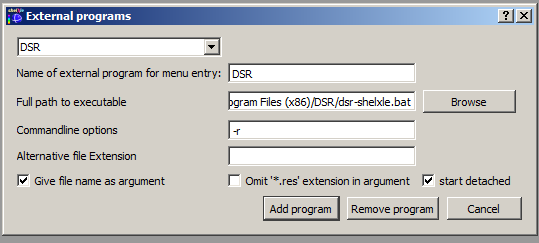 External programs
DSR
Name of external program for menu entry: DSR
Full path to executable ogram Files (x86)/DSR/dsr-shelxle.bat Browse
Commandline options -r
Alternative file Extension
Give file name as argument Omit '*.res' extension in argument start detached
Add program Remove program Cancel